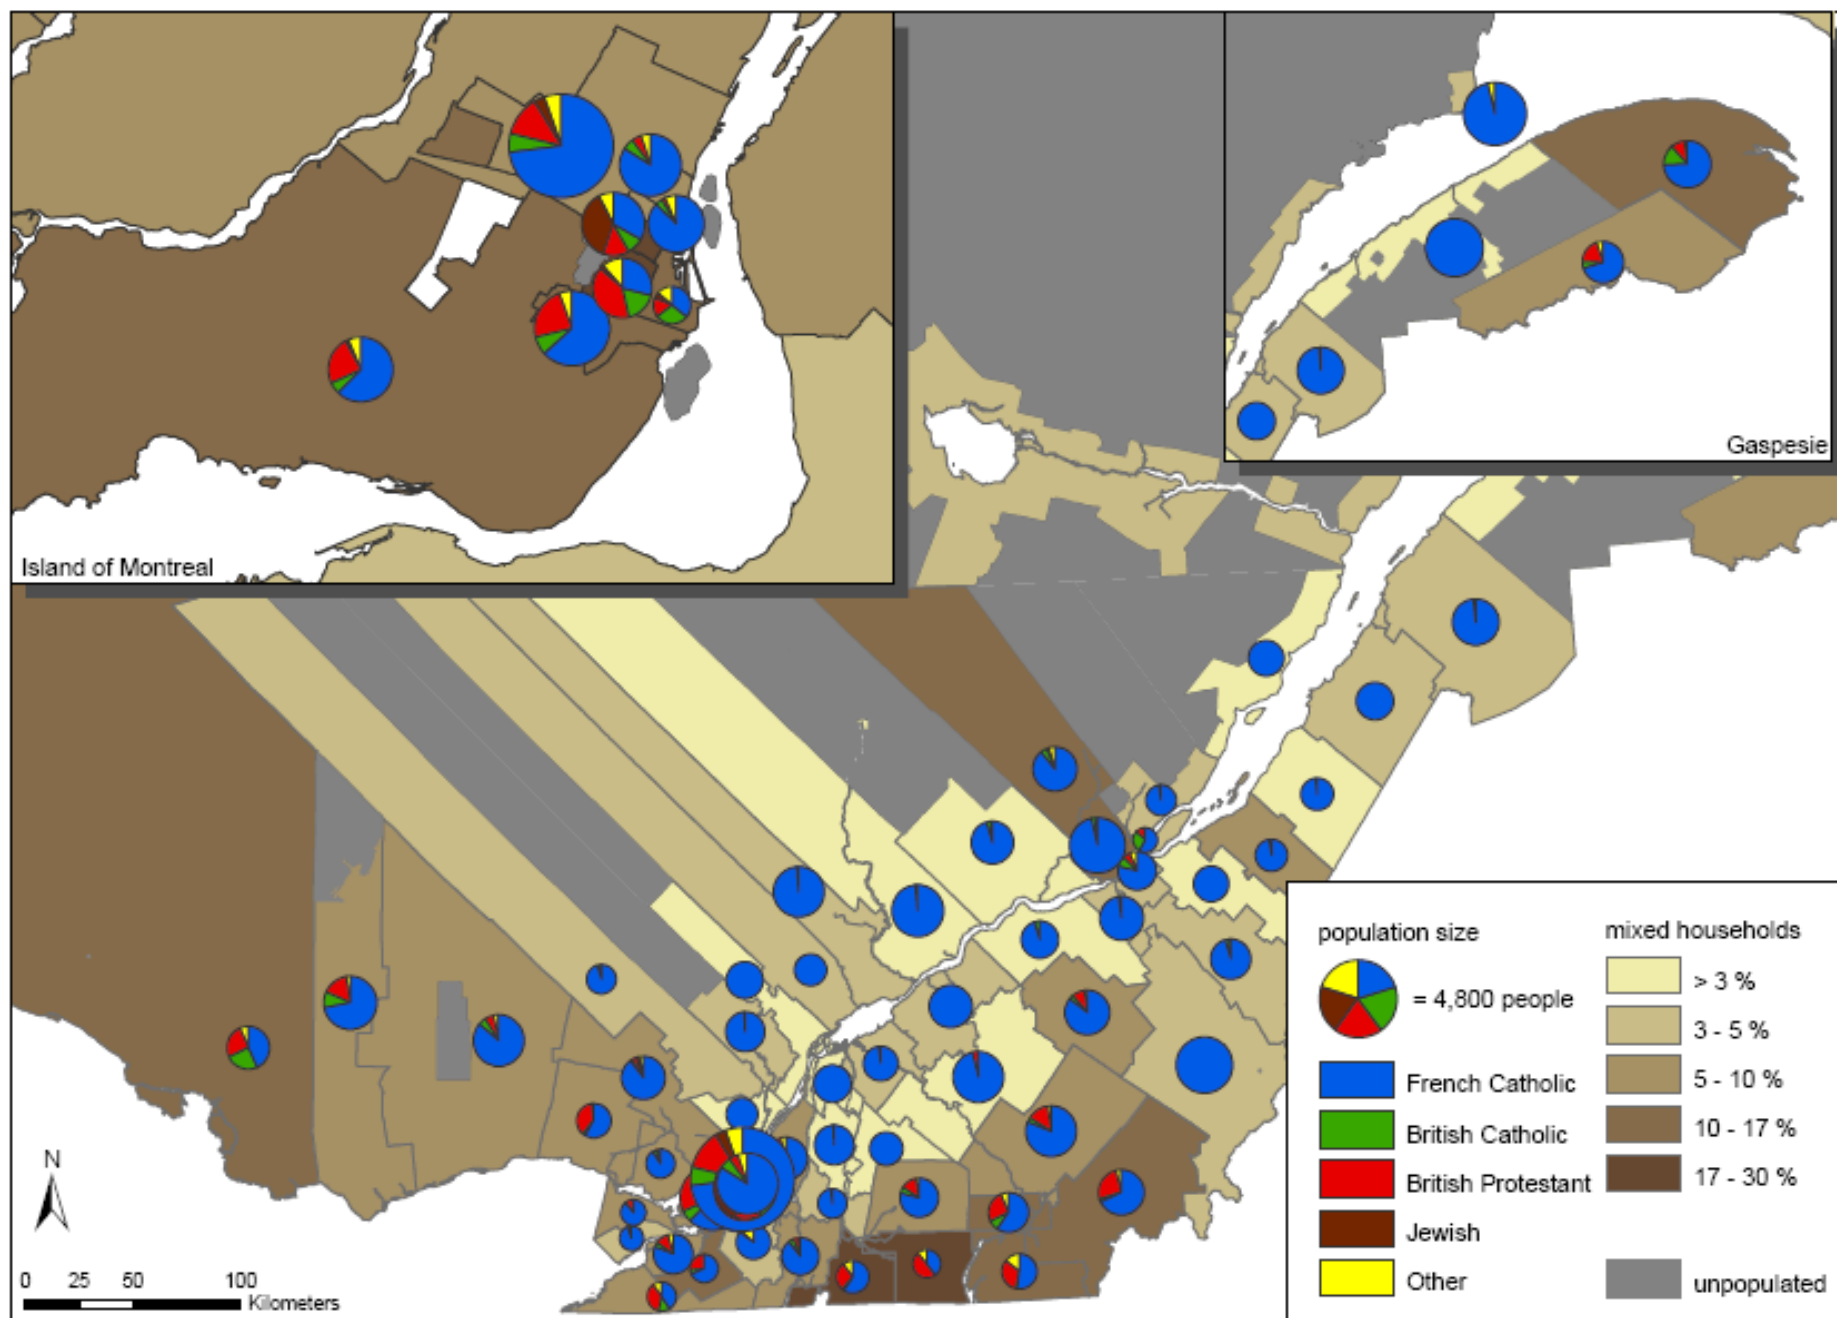 Island of Montreal
Gaspesie
N
0 25 50 100
Kilometers
population size
= 4,800 people
French Catholic
British Catholic
British Protestant
Jewish
Other
mixed households
> 3 %
3 - 5 %
5 - 10 %
10 - 17 %
17 - 30 %
unpopulated